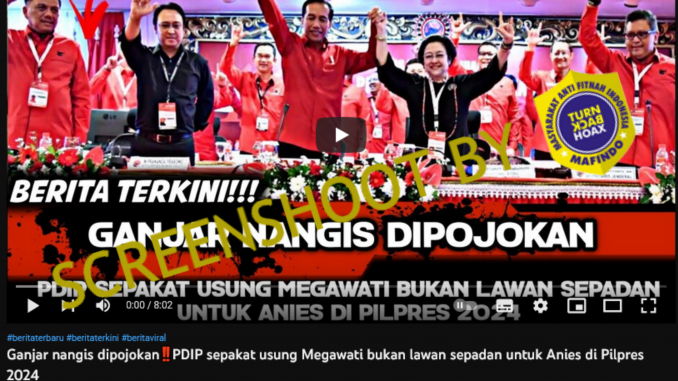 MASYARAKAT ANTI FITNAH INDONESIA
TURN
BACK
HOAX
MAFINDO
BERITA TERKINI!!!
SCREENSHOOT BY
GANJAR NANGIS DIPOJOKAN
PDIP SEPAKAT USUNG MEGAWATI BUKAN LAWAN SEPADAN
UNTUK ANIES DI PILPRES 2024
0:00 / 8:02
#beritaterbaru #beritaterkini #beritaviral
Ganjar nangis dipojokan‼️PDIP sepakat usung Megawati bukan lawan sepadan untuk Anies di Pilpres
2024